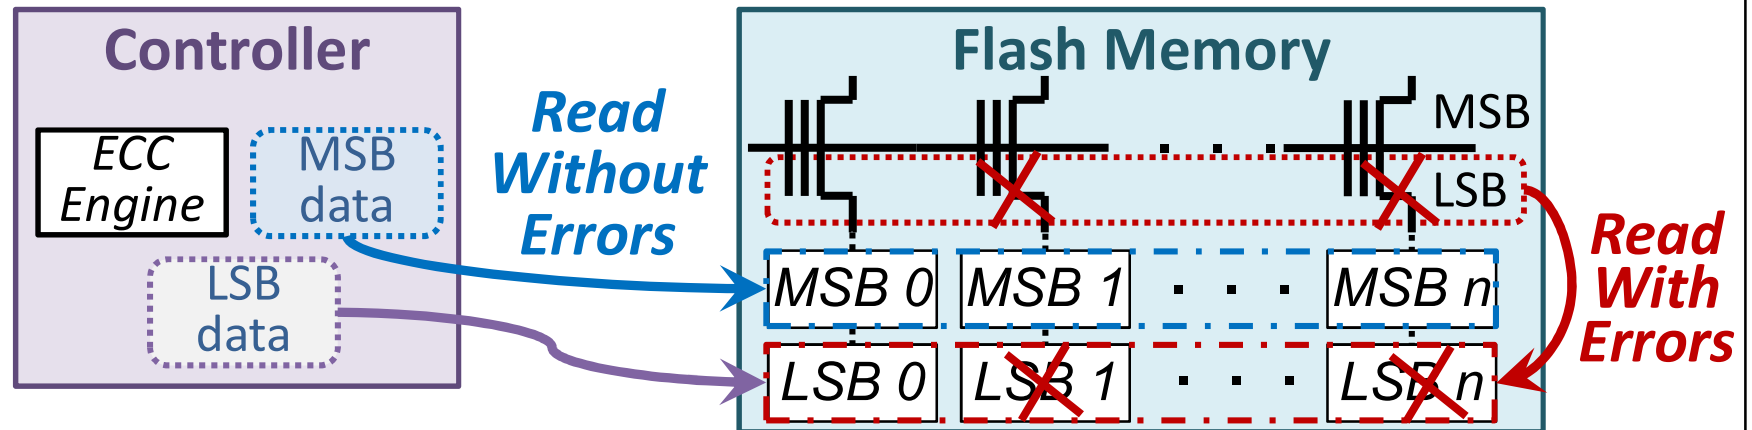 Controller
ECC
Engine
MSB
data
LSB
data
Read
Without
Errors
Flash Memory
MSB
LSB
MSB 0
MSB 1
MSB n
LSB 0
LSB 1
LSB n
Read
With
Errors